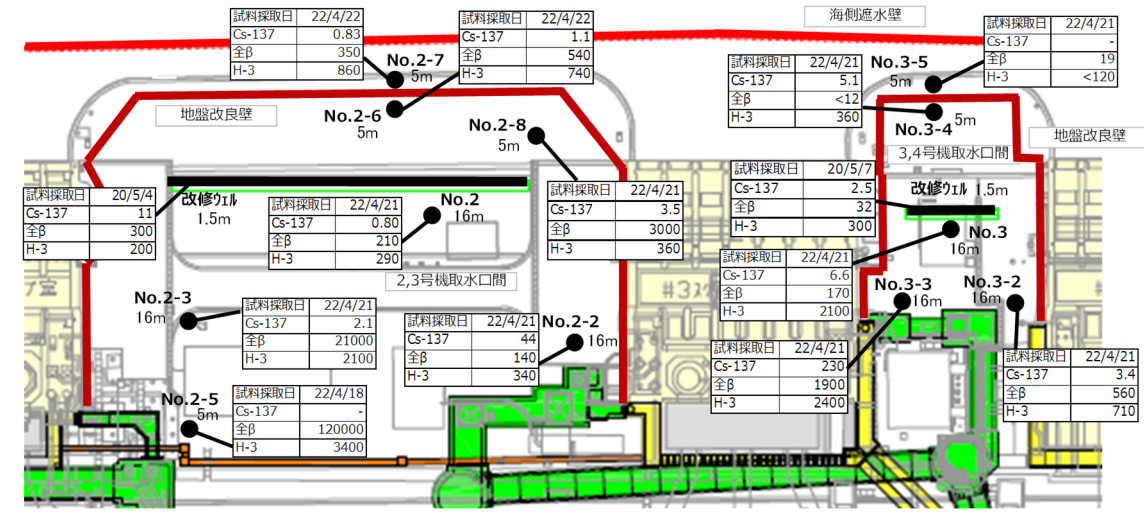 海側遮水壁
試料採取日 22/4/22
Cs-137 0.83
全β 350
H-3 860
No.2-7
5m
試料採取日 22/4/22
Cs-137 1.1
全β 540
H-3 740
No.2-6
5m
試料採取日 22/4/21
Cs-137 -
全β 19
H-3 <120
No.3-5
5m
試料採取日 22/4/21
Cs-137 5.1
全β <12
H-3 360
No.3-4
5m
地盤改良壁
地盤改良壁
No.2-8
5m
試料採取日 22/4/21
Cs-137 3.5
全β 3000
H-3 360
3,4号機取水口間
試料採取日 20/5/4
Cs-137 11
全β 300
H-3 200
改修ウェル
1.5m
試料採取日 22/4/21
Cs-137 0.80
全β 210
H-3 290
No.2
16m
試料採取日 20/5/7
Cs-137 2.5
全β 32
H-3 300
改修ウェル 1.5m
試料採取日 22/4/21
Cs-137 6.6
全β 170
H-3 2100
No.3
16m
2,3号機取水口間
No.2-3
16m
試料採取日 22/4/21
Cs-137 2.1
全β 21000
H-3 2100
試料採取日 22/4/21
Cs-137 44
全β 140
H-3 340
No.2-2
16m
No.3-3
16m
試料採取日 22/4/21
Cs-137 230
全β 1900
H-3 2400
No.3-2
16m
試料採取日 22/4/21
Cs-137 3.4
全β 560
H-3 710
No.2-5
5m
試料採取日 22/4/18
Cs-137 -
全β 120000
H-3 3400
#3ス
室